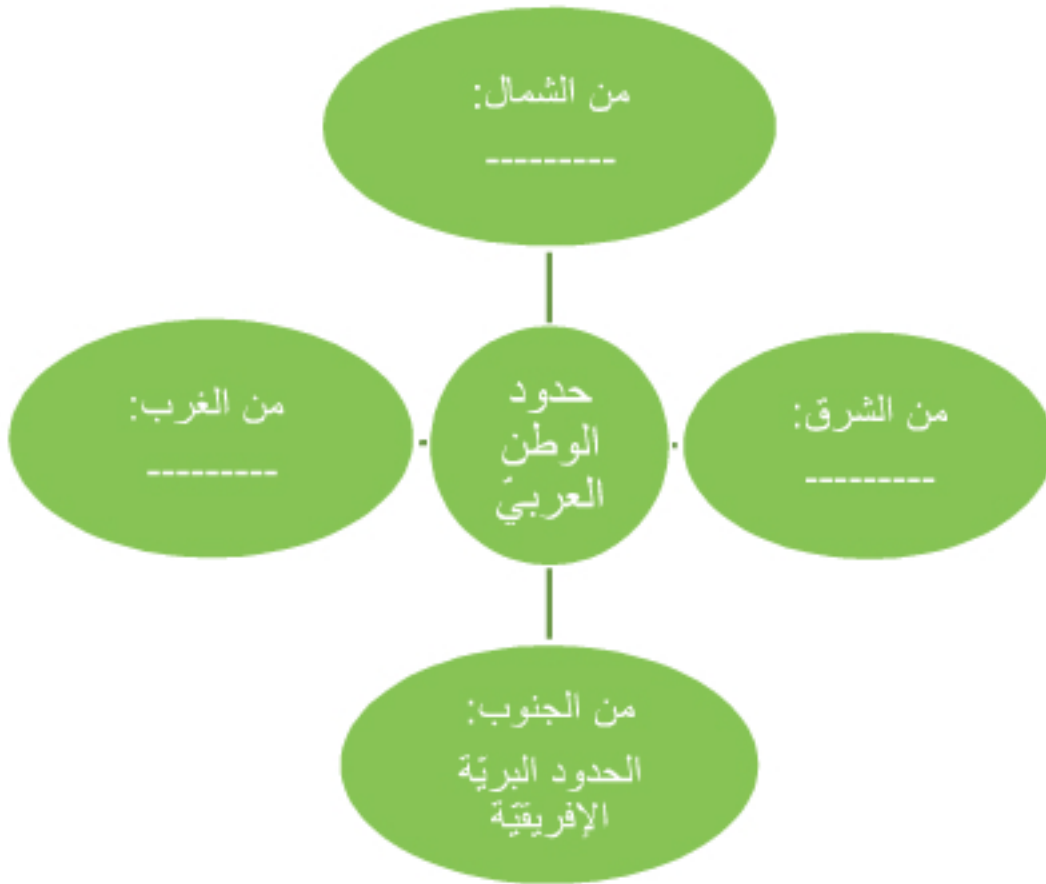 من الشمال:
---------
حدود
الوطن
العربيّ
من الشرق:
---------
من الغرب:
---------
من الجنوب:
الحدود البريّة
الإفريقيّة